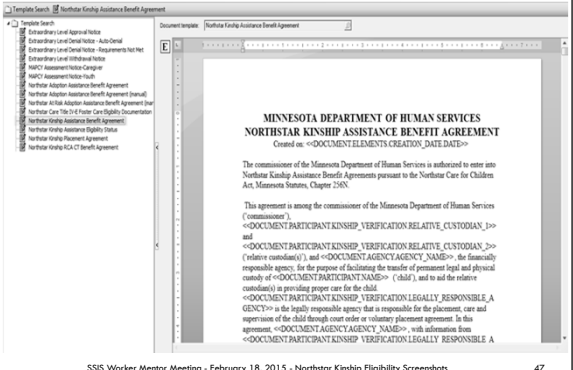 Template Search Northstar Kinship Assistance Benefit Agreement
Template Search
Extraordinary Level Approval Notice
Extraordinary Level Denial Notice - Auto-Denial
Extraordinary Level Denial Notice - Requirements Not Met
Extraordinary Level Withdrawal Notice
MAPCY Assessment Notice-Caregiver
MAPCY Assessment Notice-Youth
Northstar Adoption Assistance Benefit Agreement
Northstar Adoption Assistance Benefit Agreement (manual)
Northstar At Risk Adoption Assistance Benefit Agreement (man
Northstar Care Title IV-E Foster Care Eligibility Documentation
Northstar Kinship Assistance Benefit Agreement
Northstar Kinship Assistance Eligibility Status
Northstar Kinship Placement Agreement
Northstar Kinship RCA CT Benefit Agreement
Document template: Northstar Kinship Assistance Benefit Agreement
E
MINNESOTA DEPARTMENT OF HUMAN SERVICES
NORTHSTAR KINSHIP ASSISTANCE BENEFIT AGREEMENT
Created on: <<DOCUMENT.ELEMENTS.CREATION_DATE.DATE>>
The commissioner of the Minnesota Department of Human Services is authorized to enter into
Northstar Kinship Assistance Benefit Agreements pursuant to the Northstar Care for Children
Act, Minnesota Statutes, Chapter 256N.
This agreement is among the commissioner of the Minnesota Department of Human Services
('commissioner'),
<<DOCUMENT.PARTICIPANT.KINSHIP_VERIFICATION.RELATIVE_CUSTODIAN_1>>
and
<<DOCUMENT.PARTICIPANT.KINSHIP_VERIFICATION.RELATIVE_CUSTODIAN_2>>
('relative custodian(s)'), and <<DOCUMENT.AGENCY.AGENCY_NAME>>, the financially
responsible agency, for the purpose of facilitating the transfer of permanent legal and physical
custody of <<DOCUMENT.PARTICIPANT.NAME>> ('child'), and to aid the relative
custodian(s) in providing proper care for the child.
<<DOCUMENT.PARTICIPANT.KINSHIP_VERIFICATION.LEGALLY_RESPONSIBLE_A
GENCY>> is the legally responsible agency that is responsible for the placement, care and
supervision of the child through court order or voluntary placement agreement. In this
agreement, <<DOCUMENT.AGENCY.AGENCY_NAME>>, with information from
<<DOCUMENT.PARTICIPANT.KINSHIP_VERIFICATION.LEGALLY_RESPONSIBLE_A
SSIS Worker Mentor Meeting - February 18, 2015 - Northstar Kinship Eligibility Screenshots 47